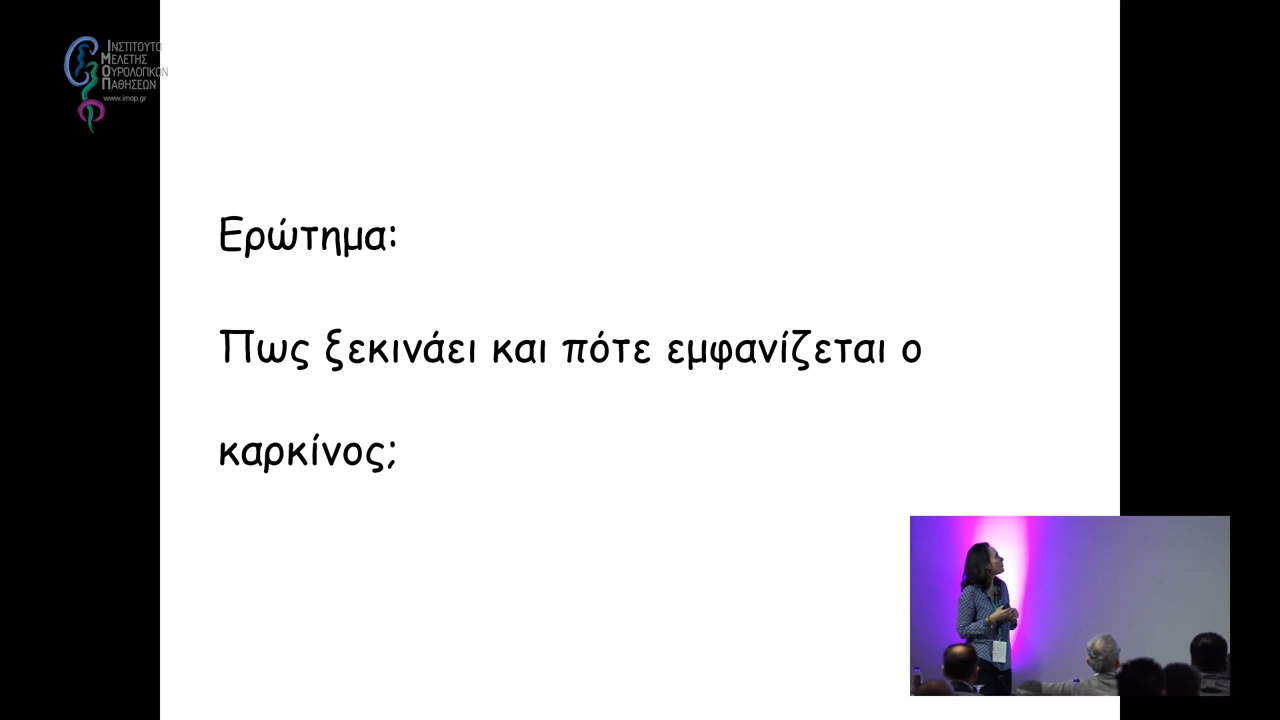 Ινστιτουτο
Μελετης
Ουρολογικων
Παθησεων
www.imop.gr
Ερώτημα:
Πως ξεκινάει και πότε εμφανίζεται ο
καρκίνος;